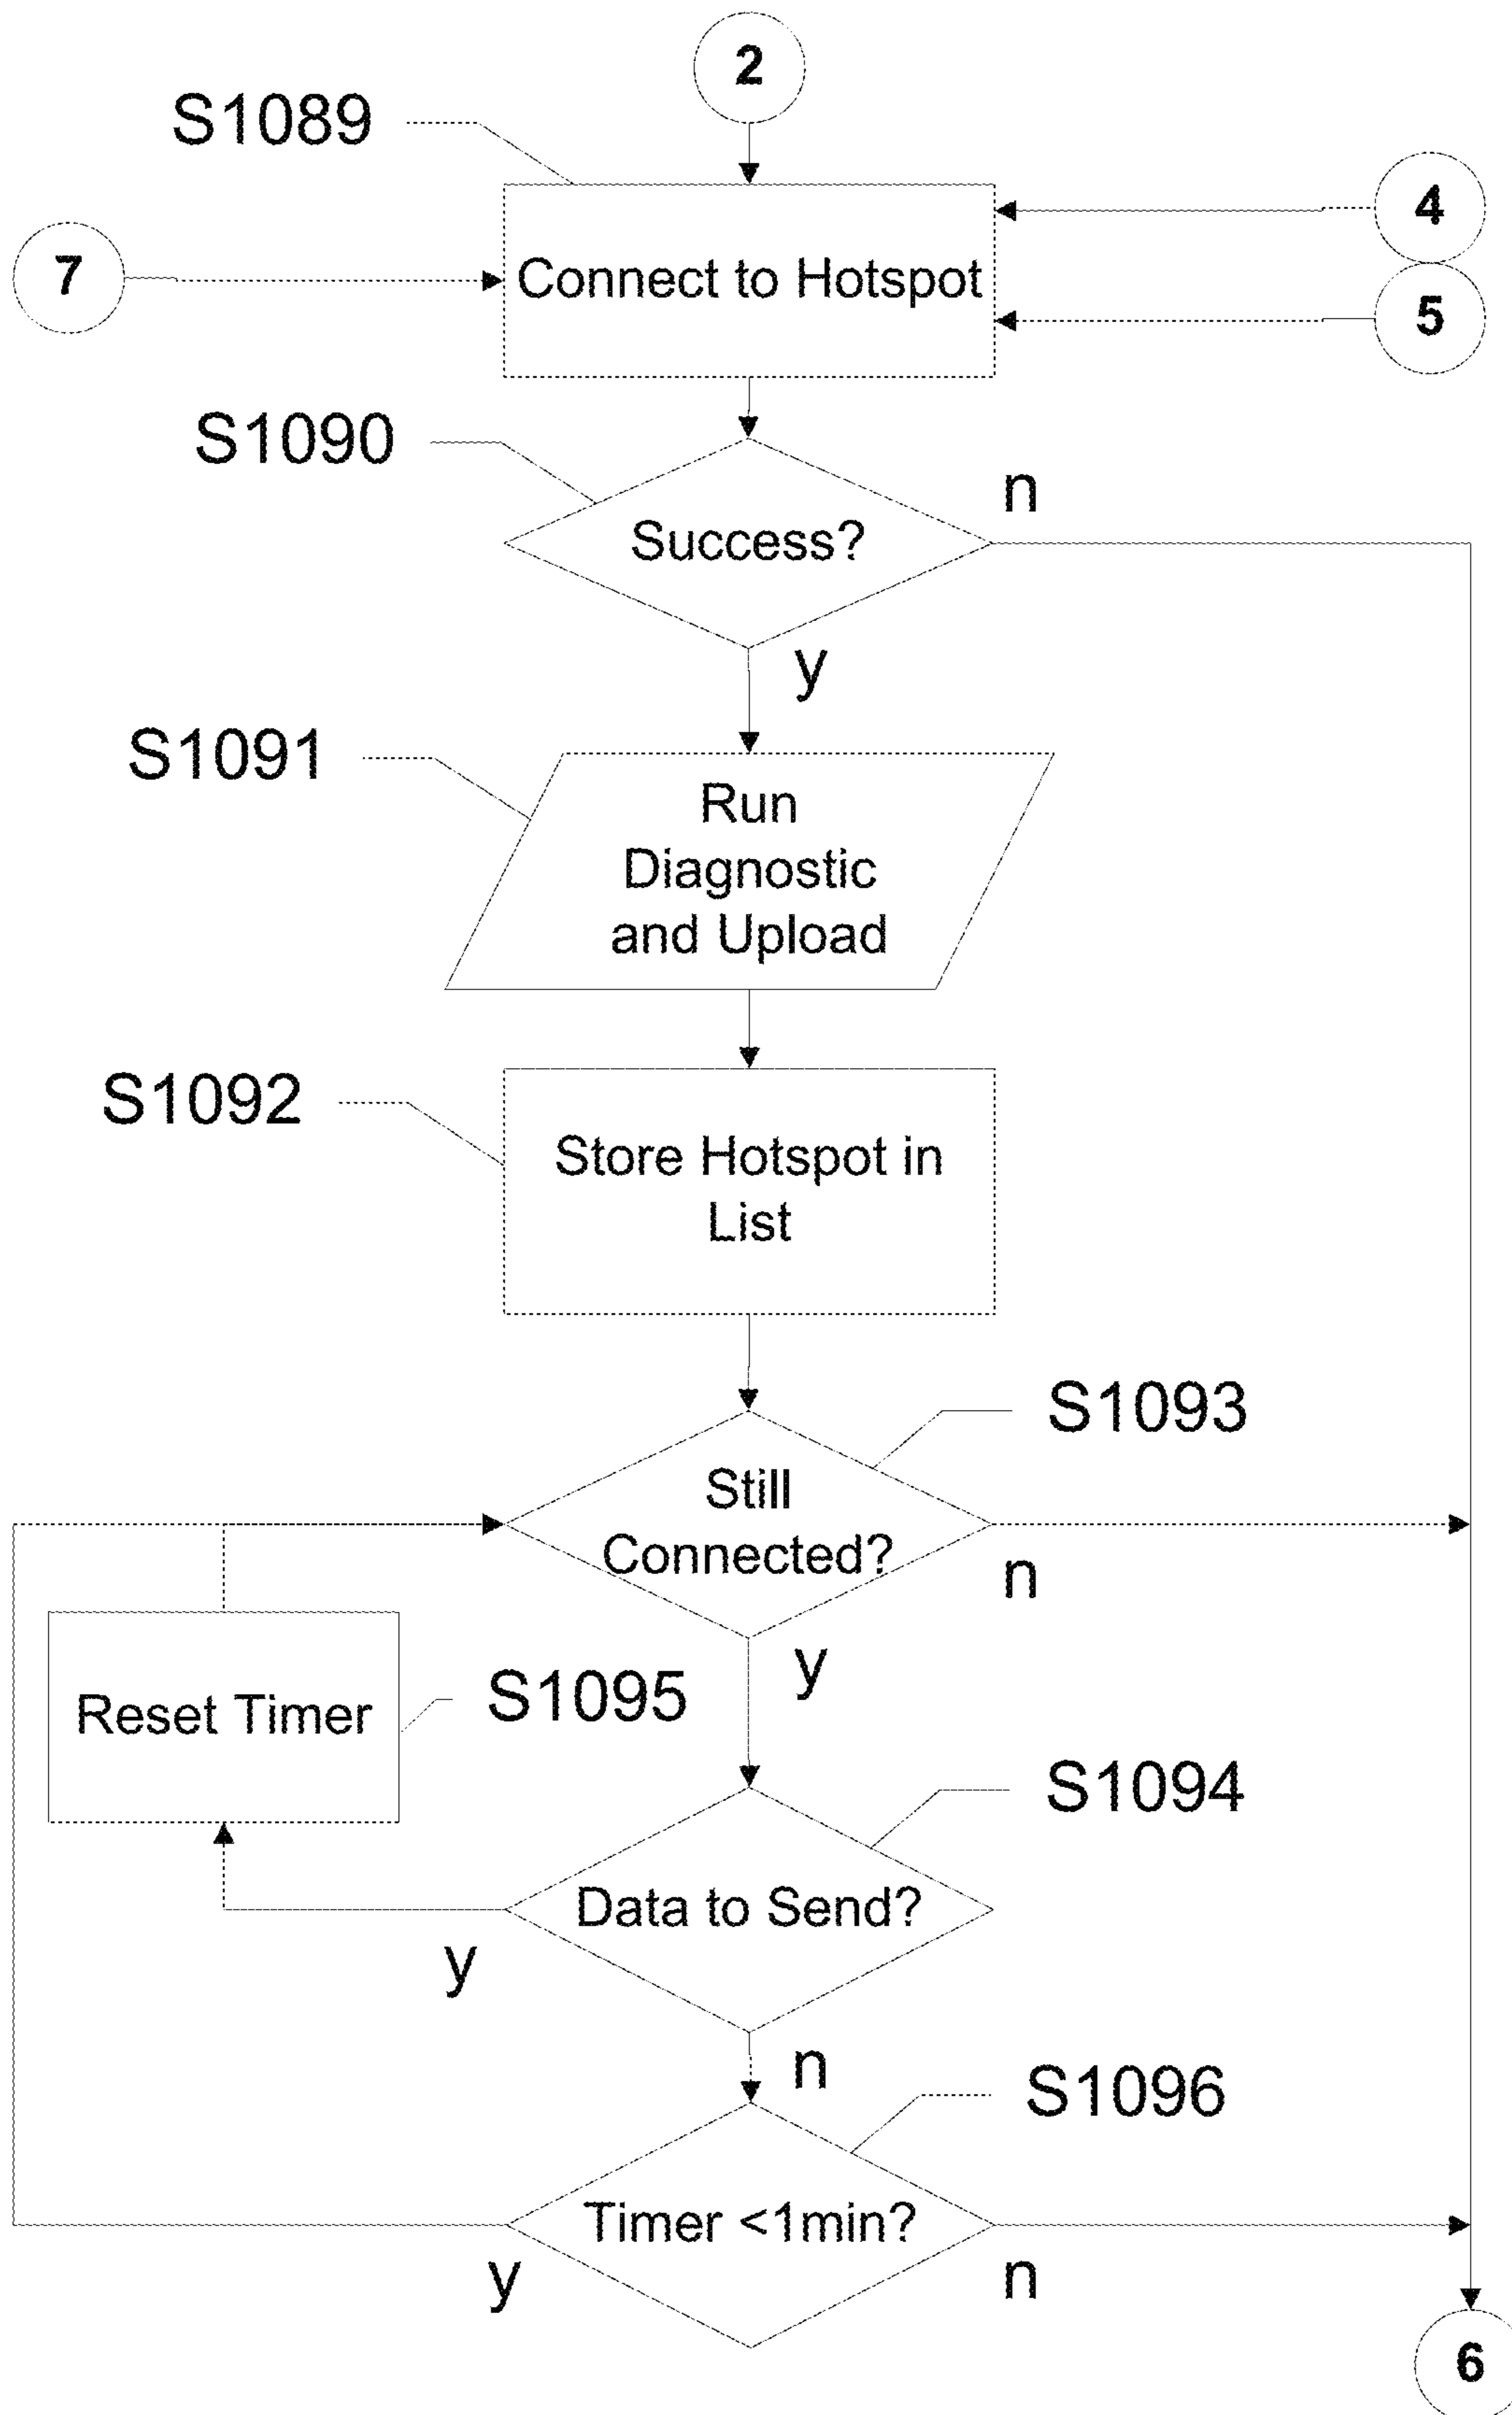 2
S1089
4
7
Connect to Hotspot
5
S1090
n
Success?
y
S1091
Run
Diagnostic
and Upload
S1092
Store Hotspot in
List
S1093
Still
Connected?
n
y
Reset Timer
S1095
S1094
Data to Send?
y
n
S1096
Timer <1min?
y
n
6